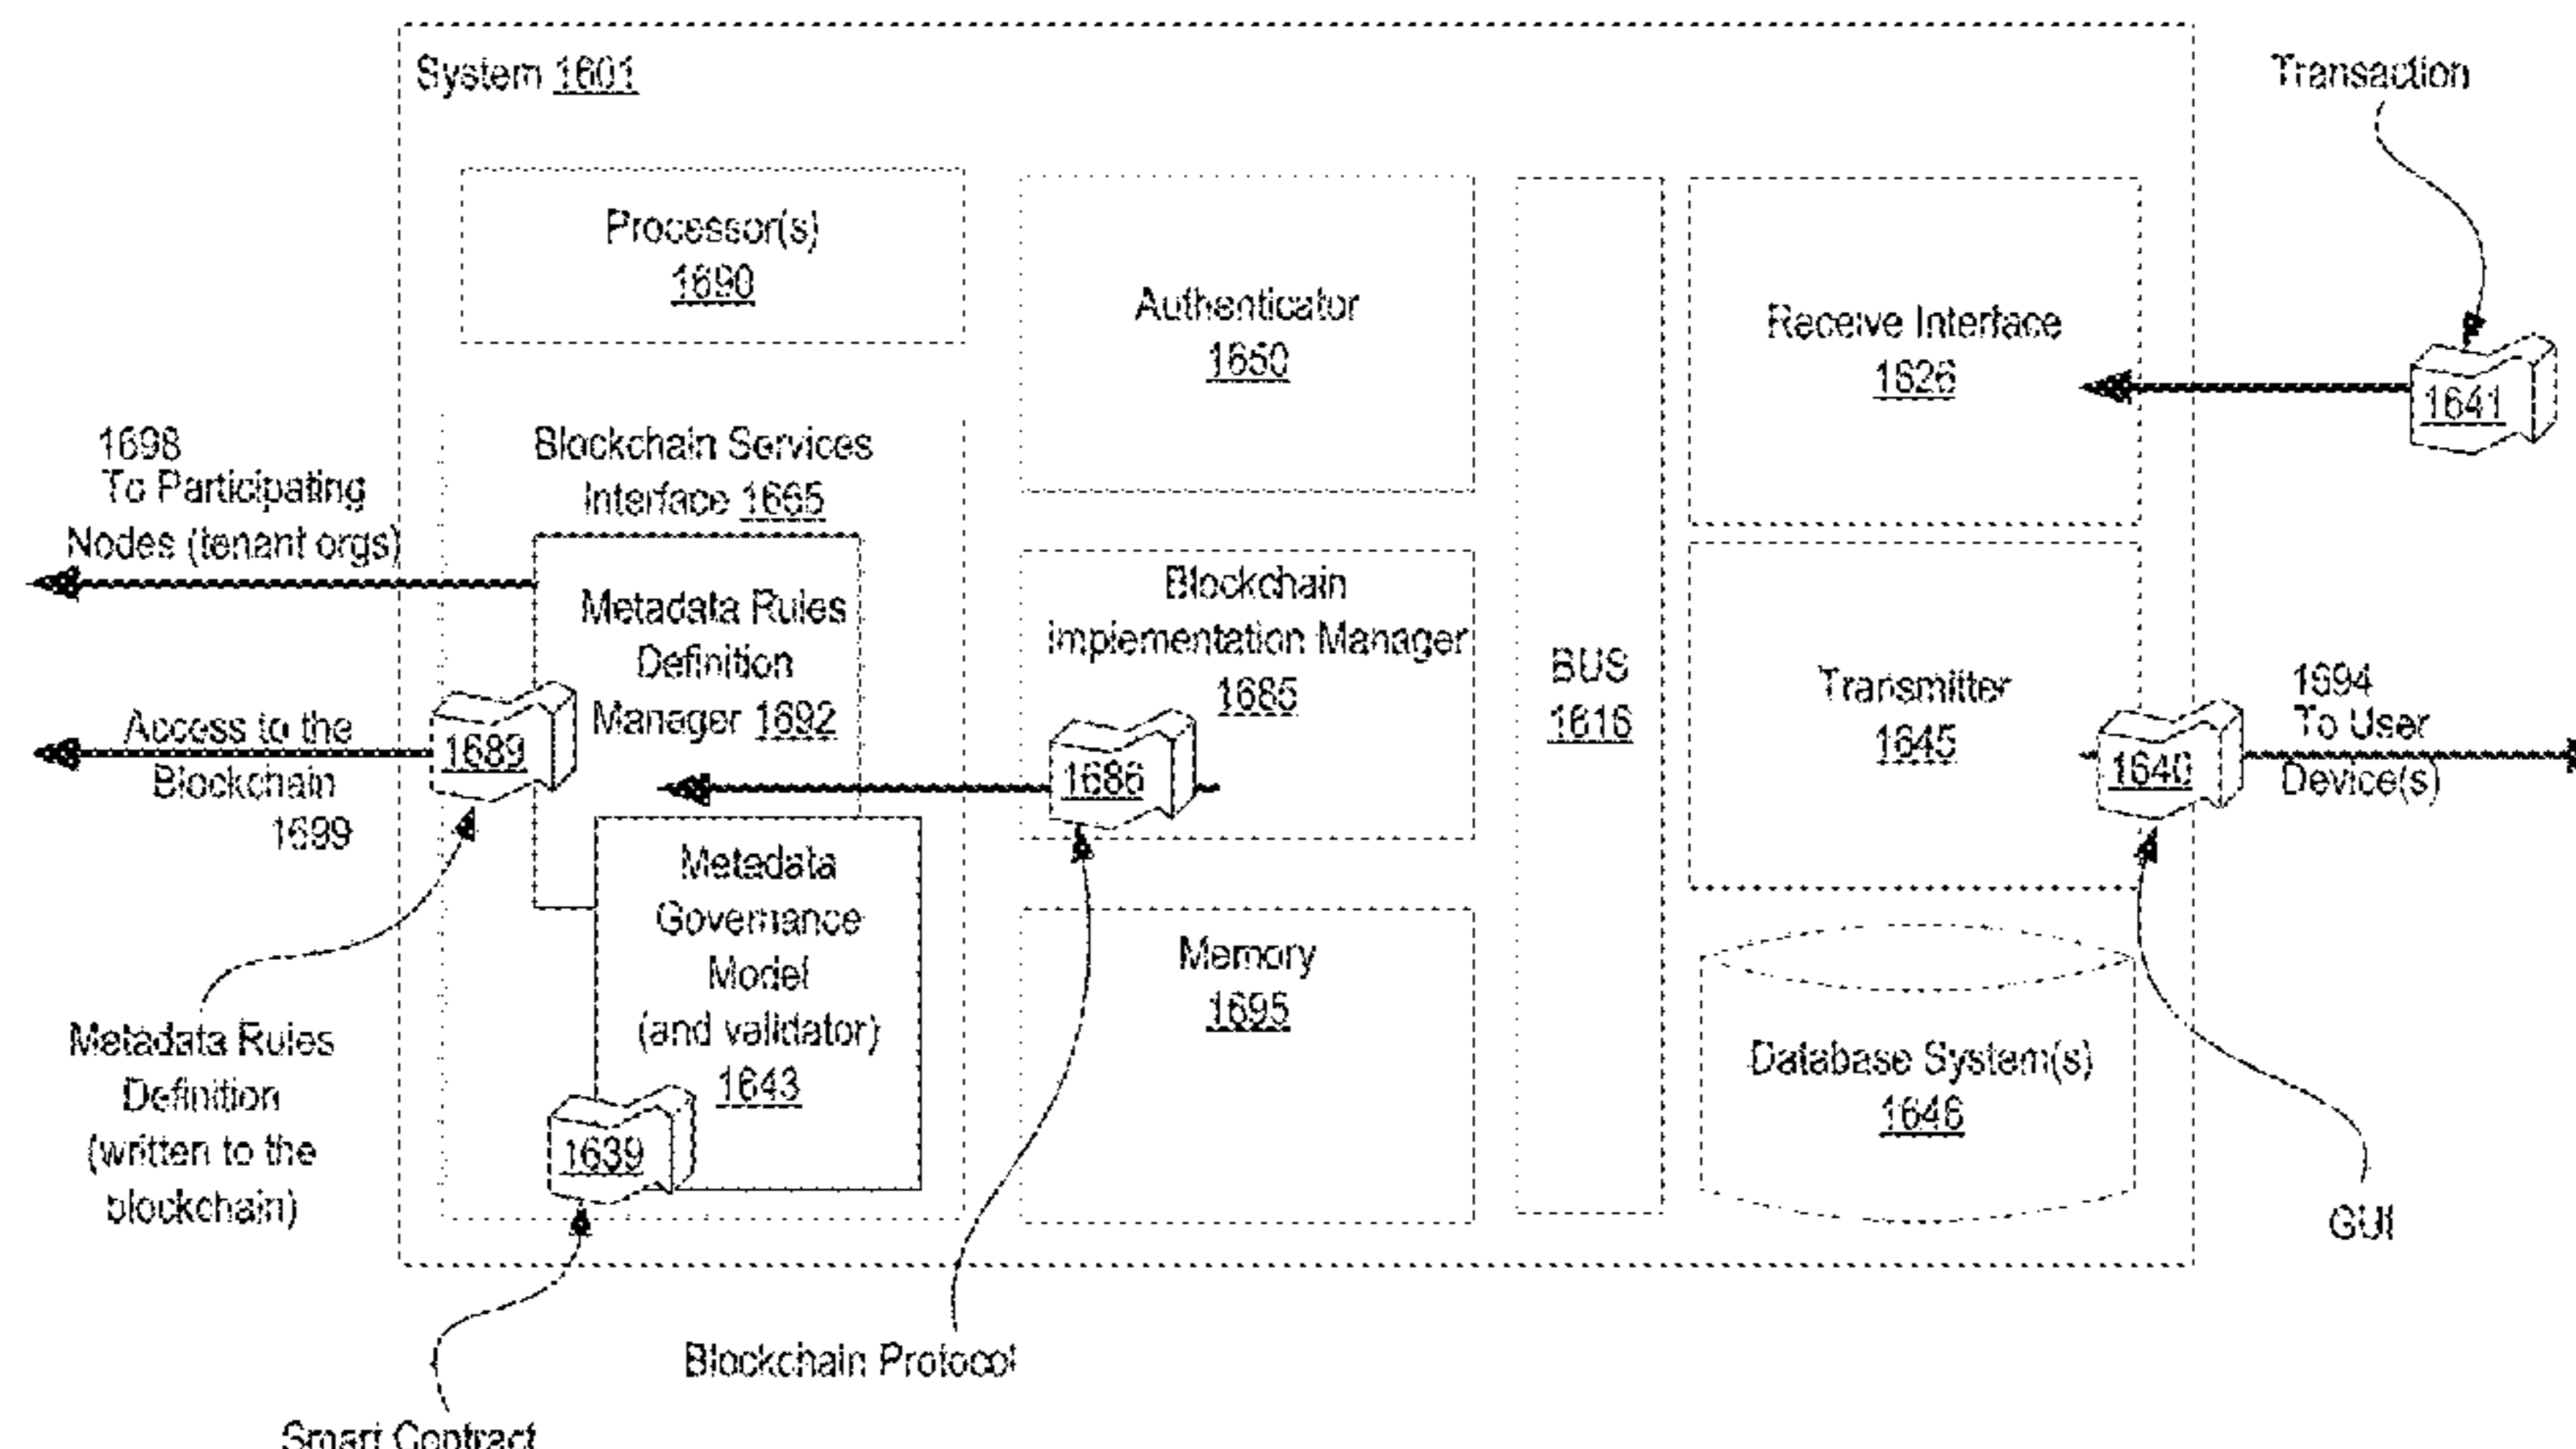 System 1601
Transaction
Processor(s)
1690
Authenticator
1650
Receive Interface
1626
1641
1698
To Participating
Nodes (tenant orgs)
Blockchain Services
Interface 1665
Metadata Rules
Definition
Manager 1692
Blockchain
Implementation Manager
1685
BUS
1616
Transmitter
1645
1694
To User
Device(s)
1640
Access to the
Blockchain
1699
1689
1686
Metadata
Governance
Model
(and validator)
1643
1639
Memory
1695
Database System(s)
1646
Metadata Rules
Definition
(written to the
blockchain)
GUI
Blockchain Protocol
Smart Contract